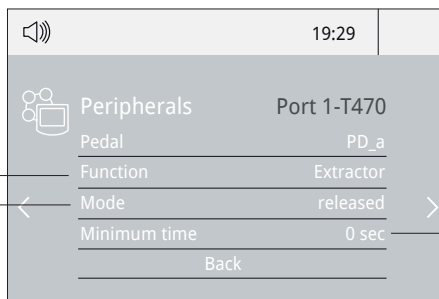 19:29
Peripherals Port 1-T470
Pedal PD_a
Function Extractor
Mode released
Minimum time 0 sec
Back